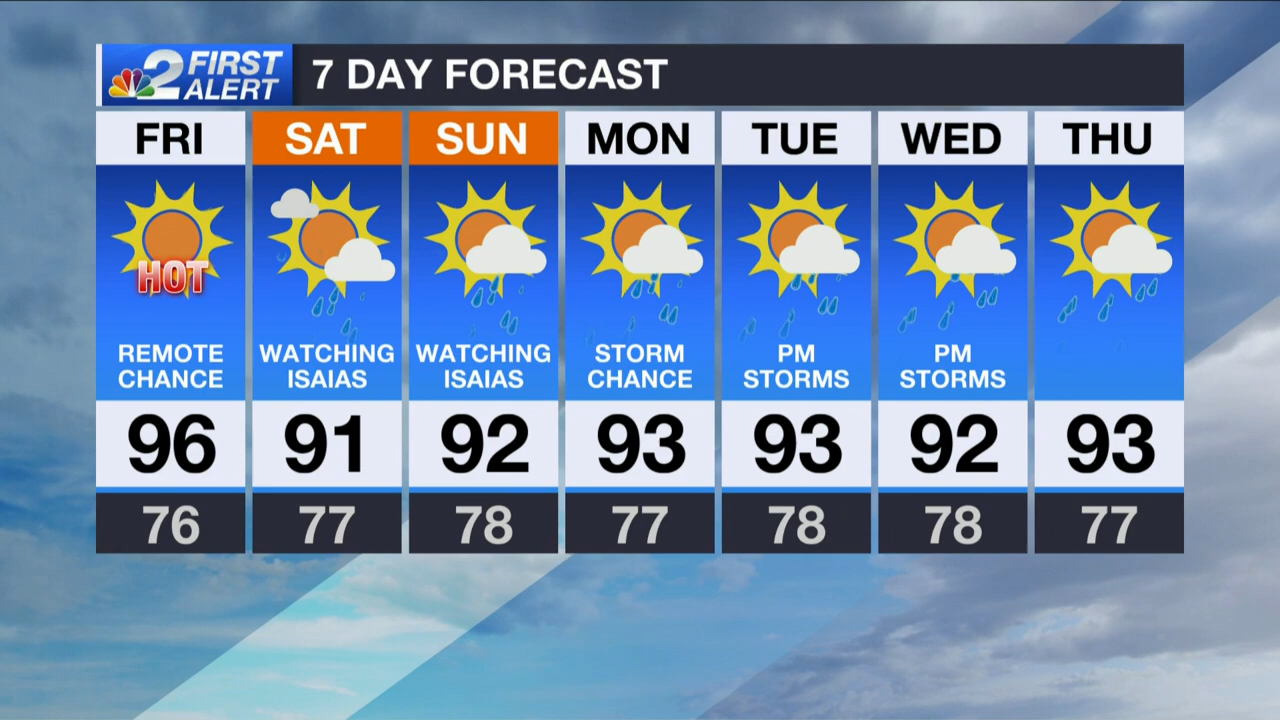 2 FIRST ALERT
7 DAY FORECAST
FRI SAT SUN MON TUE WED THU
HOT
REMOTE CHANCE
WATCHING ISAIAS
WATCHING ISAIAS
STORM CHANCE
PM STORMS
PM STORMS
96 91 92 93 93 92 93
76 77 78 77 78 78 77